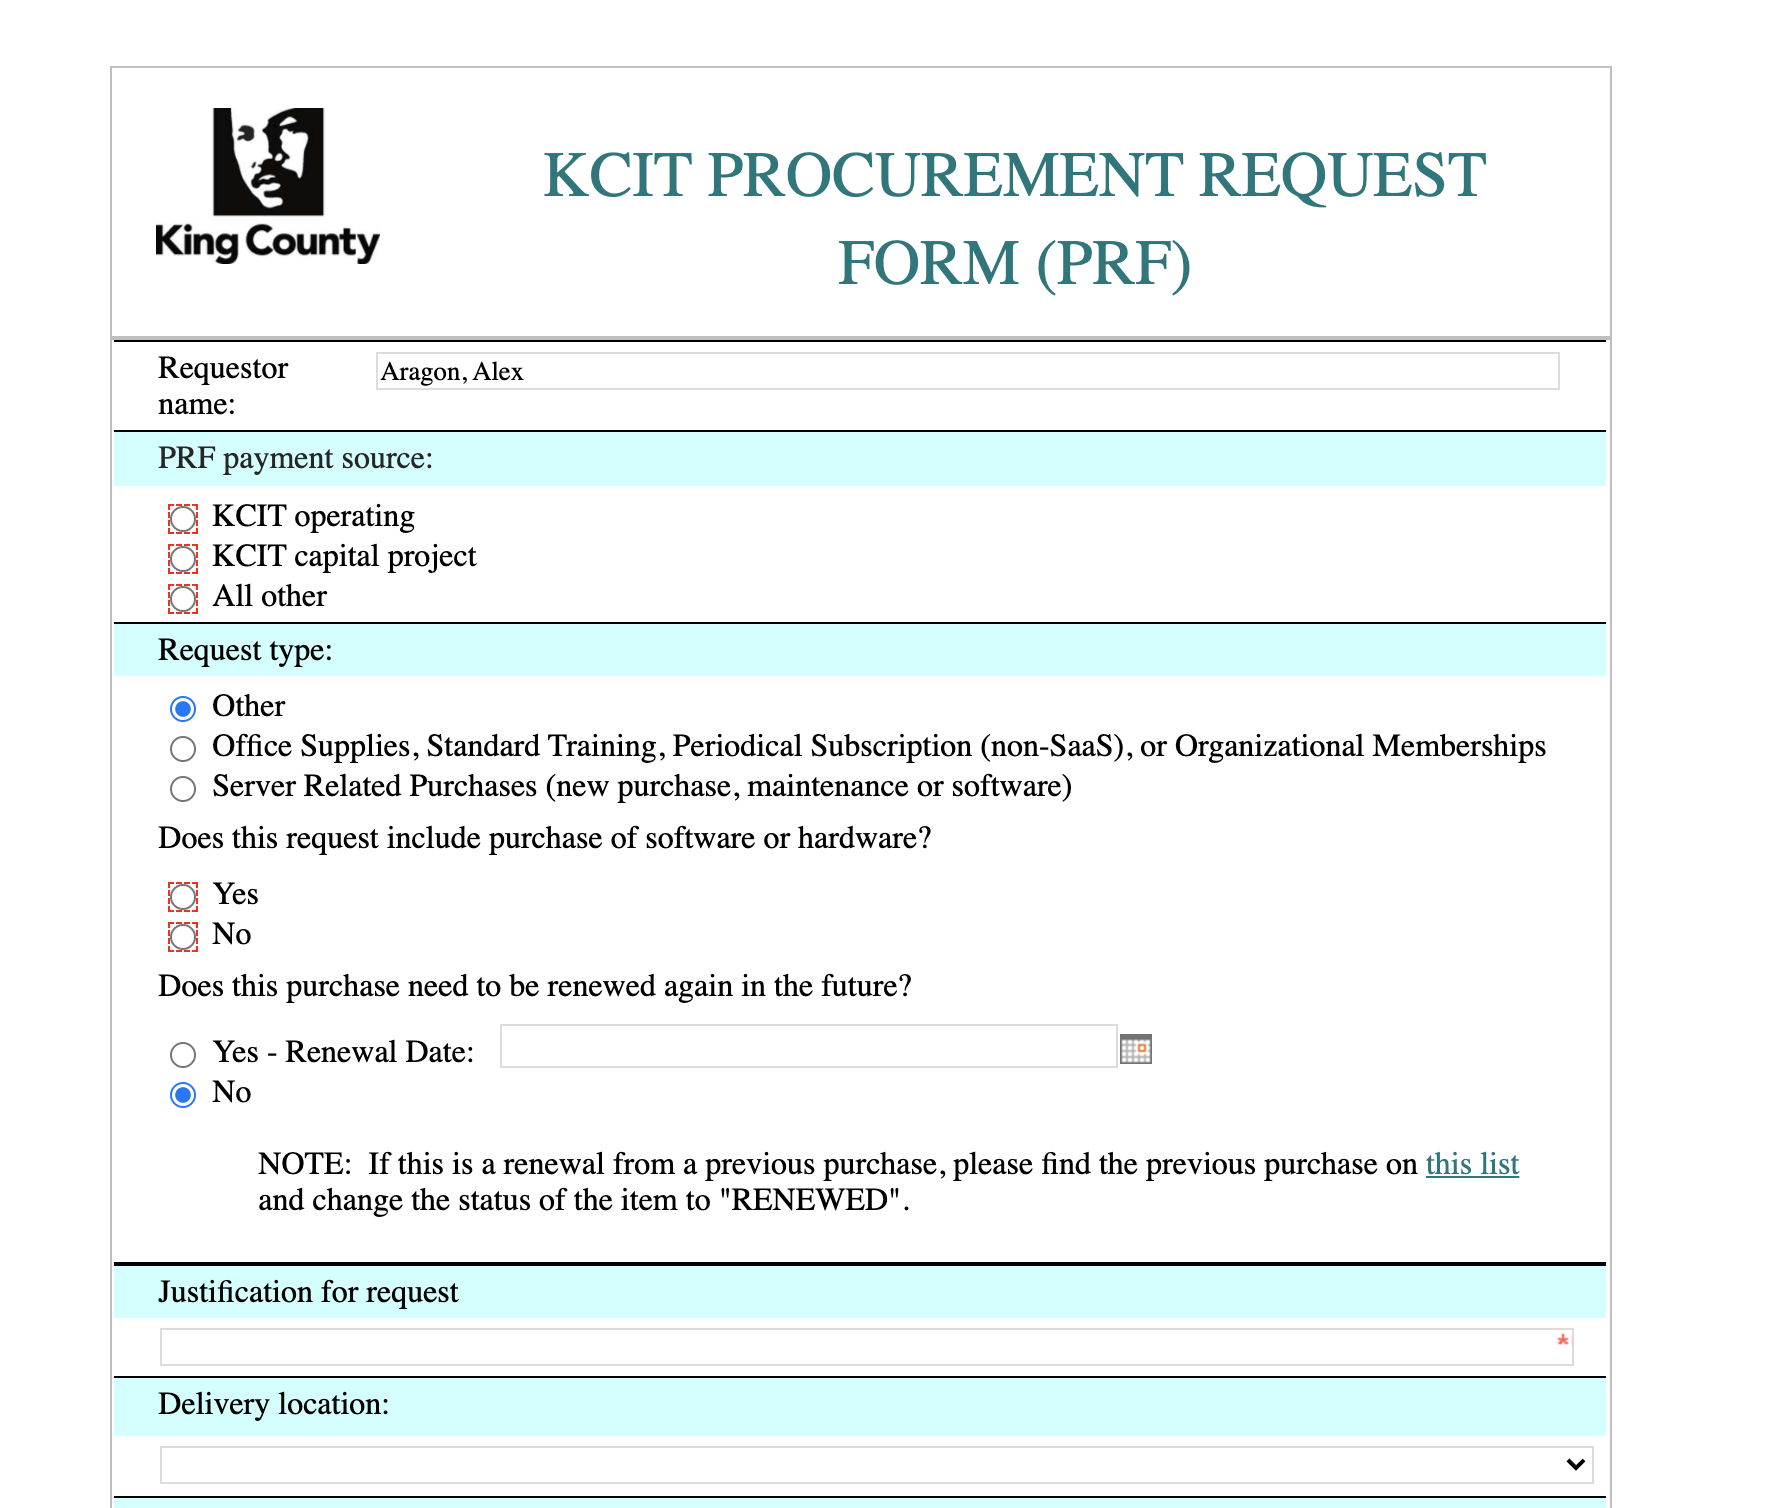 King County
KCIT PROCUREMENT REQUEST
FORM (PRF)
Requestor
name:
Aragon, Alex
PRF payment source:
KCIT operating
KCIT capital project
All other
Request type:
Other
Office Supplies, Standard Training, Periodical Subscription (non-SaaS), or Organizational Memberships
Server Related Purchases (new purchase, maintenance or software)
Does this request include purchase of software or hardware?
Yes
No
Does this purchase need to be renewed again in the future?
Yes - Renewal Date:
No
NOTE:  If this is a renewal from a previous purchase, please find the previous purchase on this list
and change the status of the item to "RENEWED".
Justification for request
*
Delivery location: